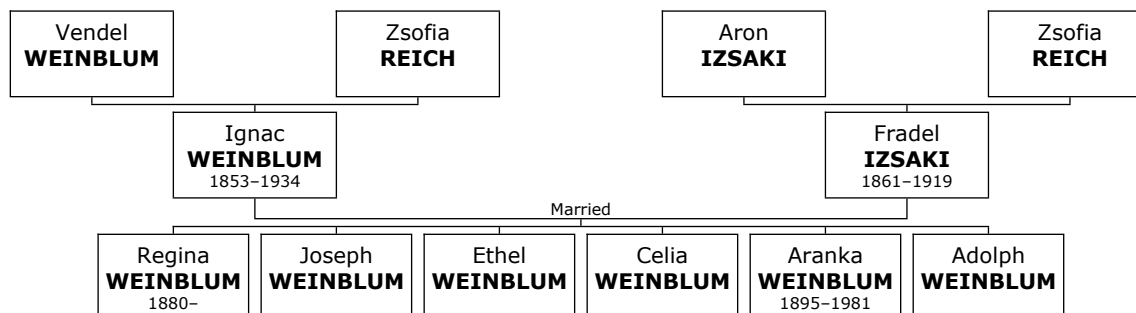 Vendel
WEINBLUM
Zsofia
REICH
Aron
IZSAKI
Zsofia
REICH
Ignac
WEINBLUM
1853–1934
Fradel
IZSAKI
1861–1919
Married
Regina
WEINBLUM
1880–
Joseph
WEINBLUM
Ethel
WEINBLUM
Celia
WEINBLUM
Aranka
WEINBLUM
1895–1981
Adolph
WEINBLUM